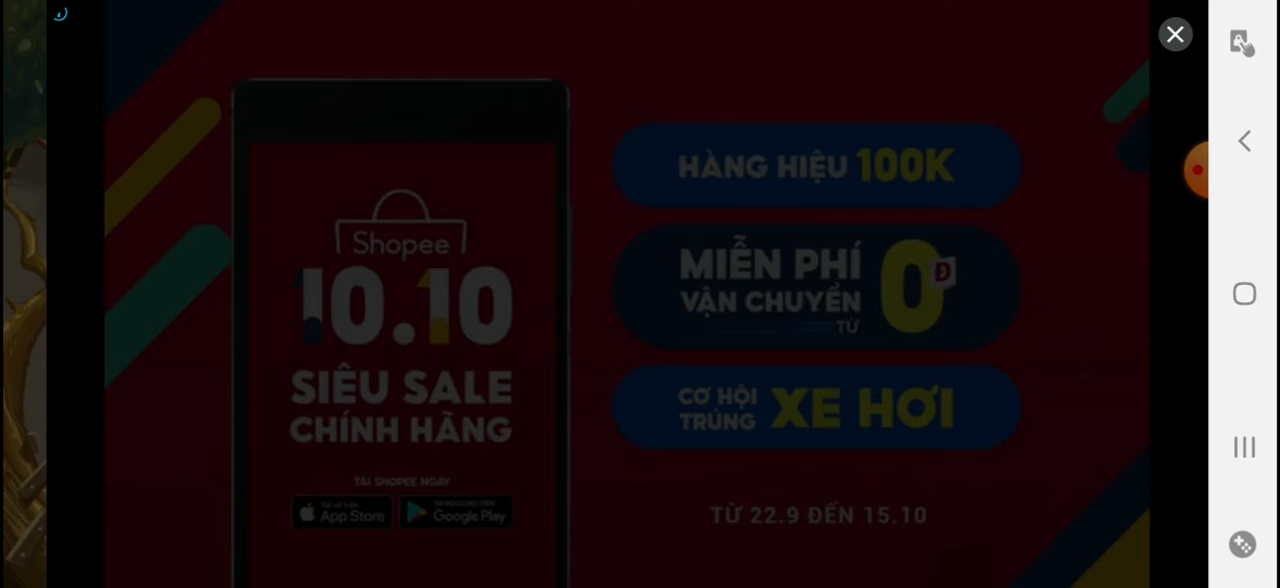 Shopee
10.10
SIÊU SALE
CHÍNH HÃNG
TẢI SHOPEE NGAY
App Store
Google Play
HÀNG HIỆU 100K
MIỄN PHÍ
VẬN CHUYỂN
TỪ
0Đ
CƠ HỘI
TRÚNG
XE HƠI
TỪ 22.9 ĐẾN 15.10